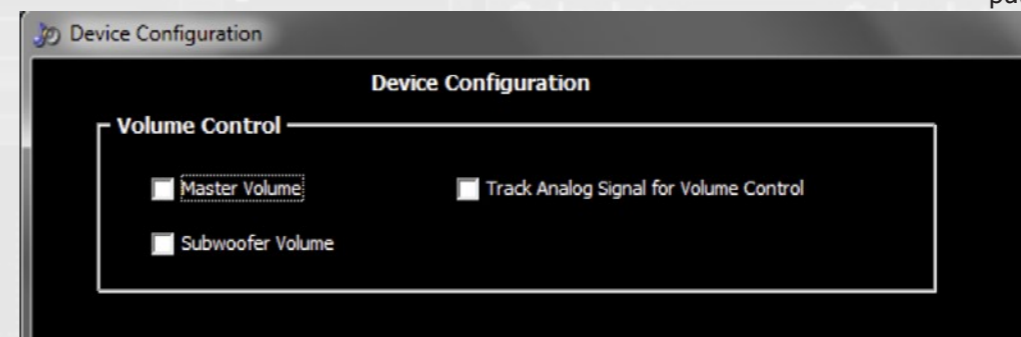 Device Configuration
Device Configuration
Volume Control
Master Volume
Track Analog Signal for Volume Control
Subwoofer Volume